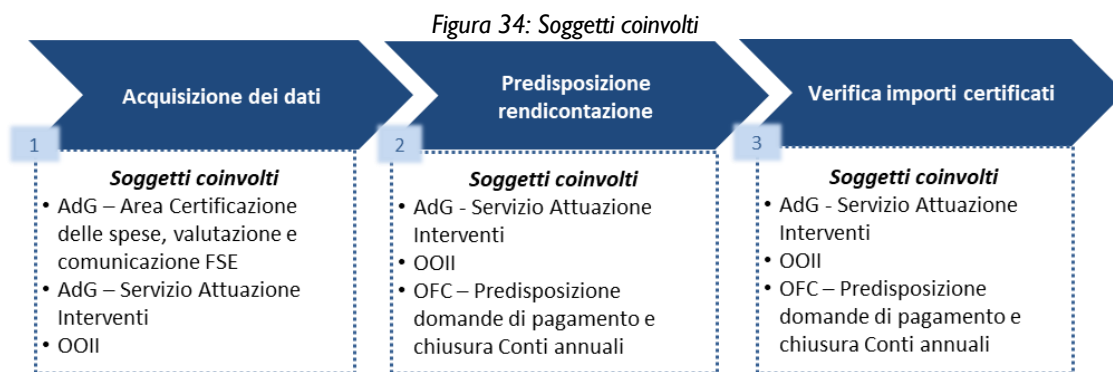 Figura 34: Soggetti coinvolti
Acquisizione dei dati
1
Soggetti coinvolti
• AdG – Area Certificazione
delle spese, valutazione e
comunicazione FSE
• AdG – Servizio Attuazione
Interventi
• OOII
Predisposizione
rendicontazione
2
Soggetti coinvolti
• AdG - Servizio Attuazione
Interventi
• OOII
• OFC – Predisposizione
domande di pagamento e
chiusura Conti annuali
Verifica importi certificati
3
Soggetti coinvolti
• AdG - Servizio Attuazione
Interventi
• OOII
• OFC – Predisposizione
domande di pagamento e
chiusura Conti annuali